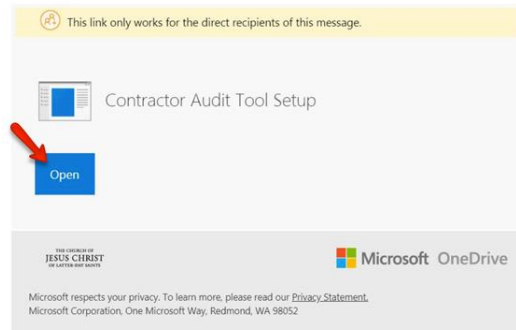 This link only works for the direct recipients of this message.
Contractor Audit Tool Setup
Open
THE CHURCH OF
JESUS CHRIST
OF LATTER-DAY SAINTS
Microsoft OneDrive
Microsoft respects your privacy. To learn more, please read our Privacy Statement.
Microsoft Corporation, One Microsoft Way, Redmond, WA 98052